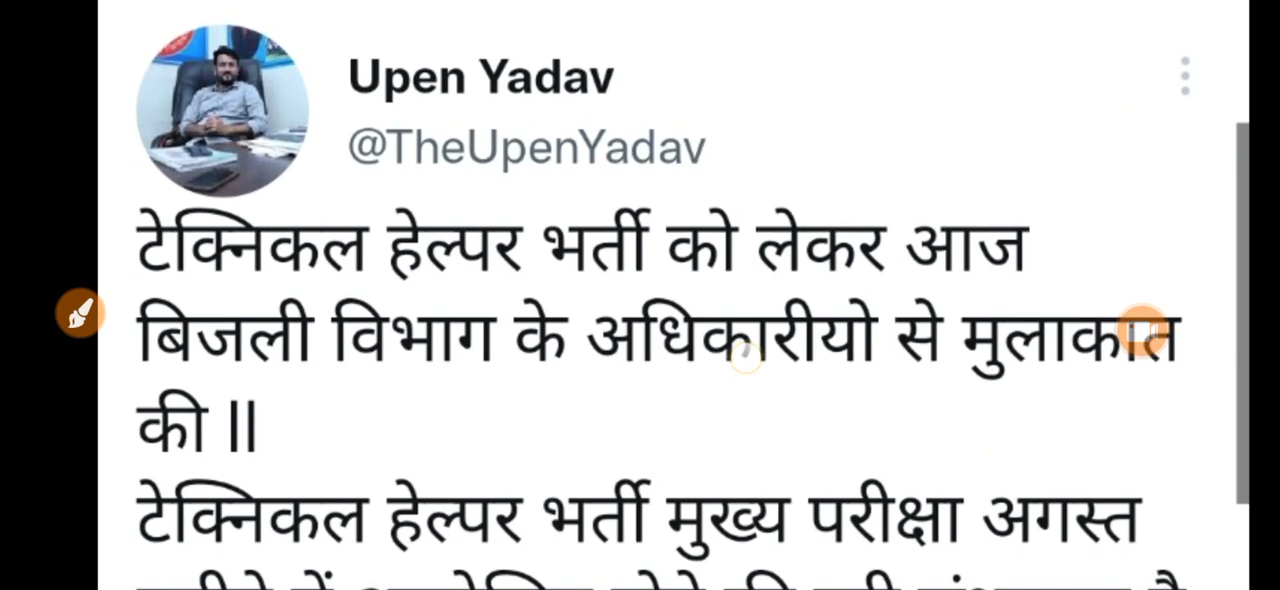 Upen Yadav
@TheUpenYadav
टेक्निकल हेल्पर भर्ती को लेकर आज
बिजली विभाग के अधिकारीयो से मुलाकात
की ||
टेक्निकल हेल्पर भर्ती मुख्य परीक्षा अगस्त